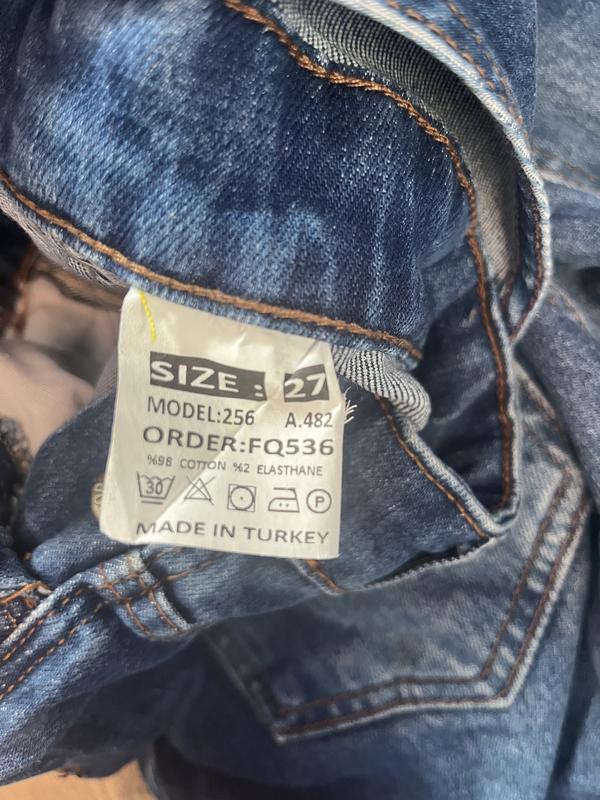 SIZE : 27
MODEL:256 A.482
ORDER:FQ536
%98 COTTON %2 ELASTHANE
30 P
MADE IN TURKEY